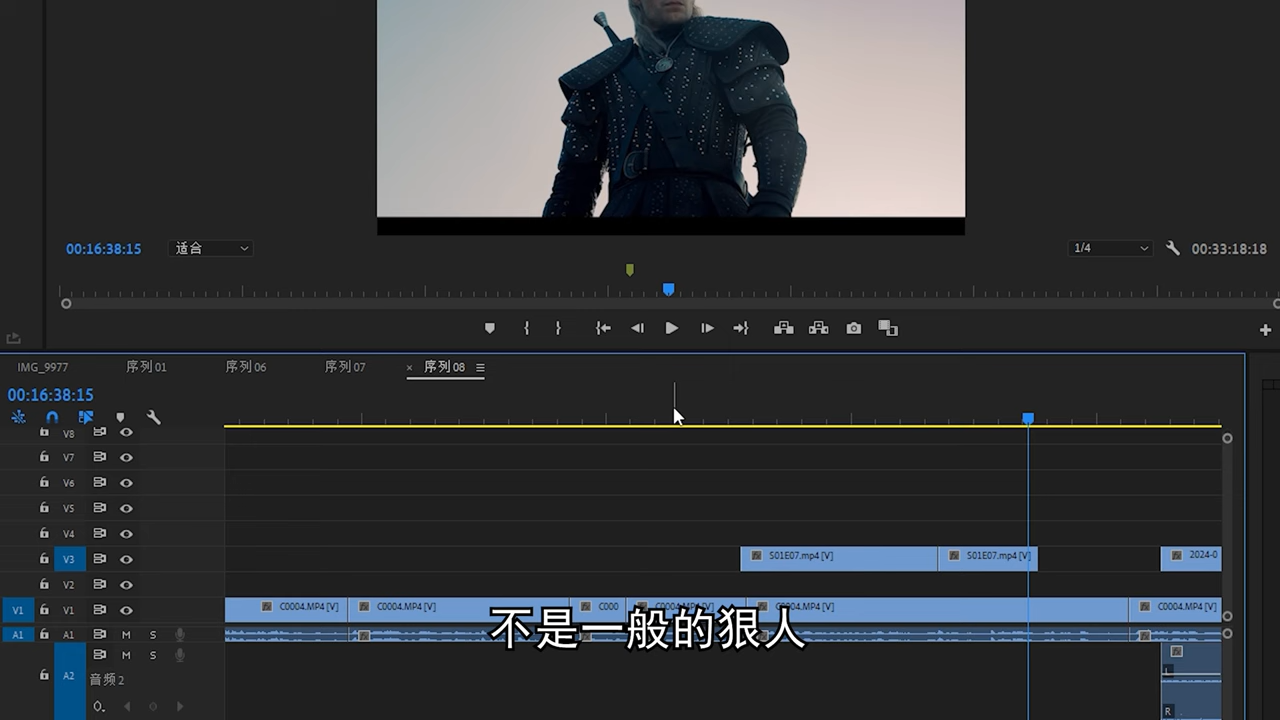 00:16:38:15 适合 1/4 00:33:18:18
IMG_9977 序列 01 序列 06 序列 07 × 序列 08
00:16:38:15
V8
V7
V6
V5
V4
V3 S01E07.mp4 [V] S01E07.mp4 [V] 2024-0
V2
V1 V1 C0004.MP4 [V] C0004.MP4 [V] C000 C0004.MP4 [V] C0004.MP4 [V] C0004.MP4 [V]
不是一般的狠人
A1 A1 M S
M S
A2 音频 2 L
R